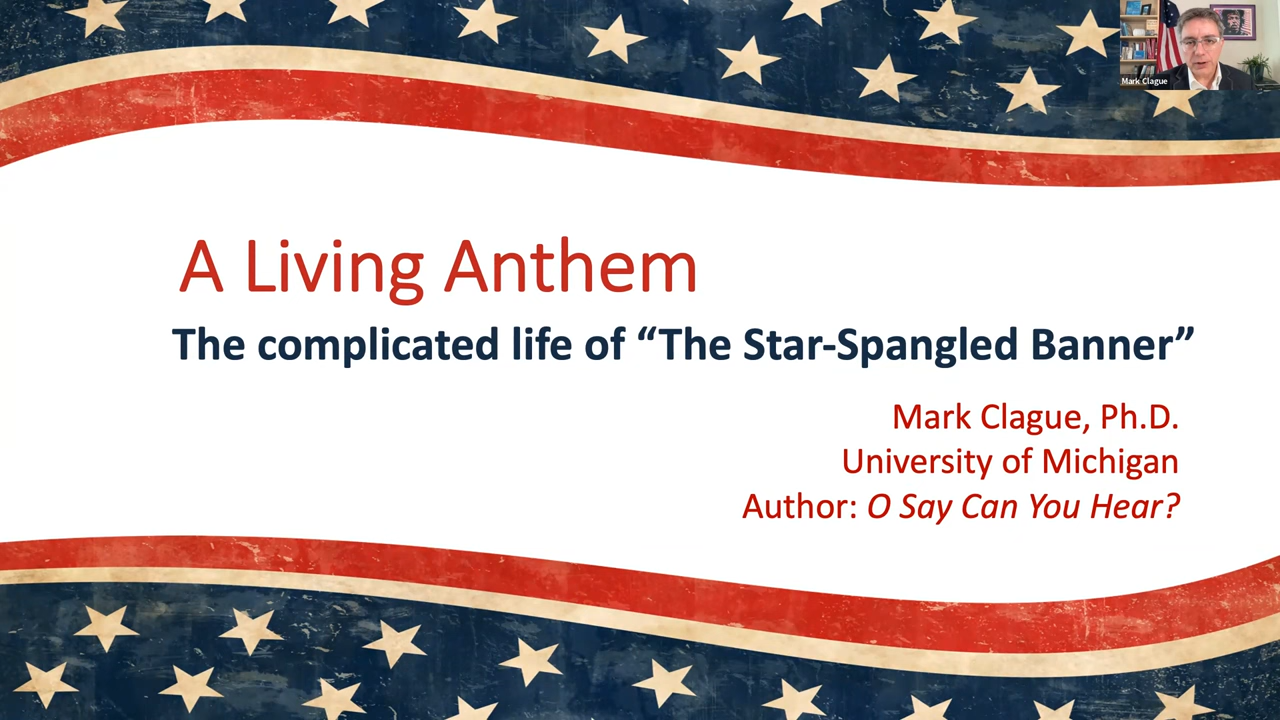 Mark Clague
A Living Anthem
The complicated life of “The Star-Spangled Banner”
Mark Clague, Ph.D.
University of Michigan
Author: O Say Can You Hear?